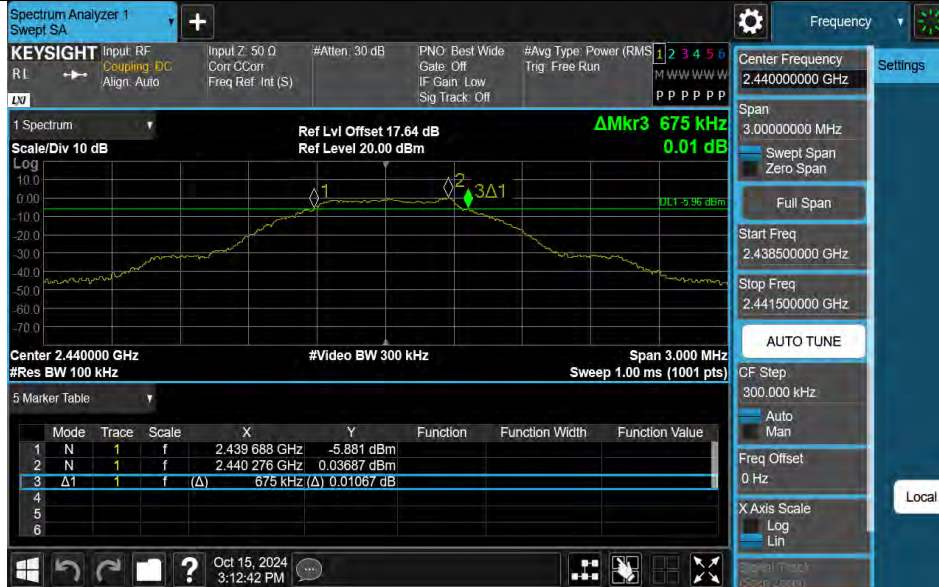 Spectrum Analyzer 1
Swept SA
Frequency
KEYSIGHT
RL
LXI
Input: RF
Coupling: DC
Align: Auto
Input Z: 50 Ω
Corr CCorr
Freq Ref: Int (S)
#Atten: 30 dB
PNO: Best Wide
Gate: Off
IF Gain: Low
Sig Track: Off
#Avg Type: Power (RMS
Trig: Free Run
1 2 3 4 5 6
M W W W W W
P P P P P P
1 Spectrum
Scale/Div 10 dB
Ref Lvl Offset 17.64 dB
Ref Level 20.00 dBm
ΔMkr3 675 kHz
0.01 dB
Log
10.0
0.00
-10.0
-20.0
-30.0
-40.0
-50.0
-60.0
-70.0
1
2
3Δ1
DL1 -5.96 dBm
Center 2.440000 GHz
#Res BW 100 kHz
#Video BW 300 kHz
Span 3.000 MHz
Sweep 1.00 ms (1001 pts)
5 Marker Table
Mode Trace Scale X Y Function Function Width Function Value
1 N 1 f 2.439 688 GHz -5.881 dBm
2 N 1 f 2.440 276 GHz 0.03687 dBm
3 Δ1 1 f (Δ) 675 kHz (Δ) 0.01067 dB
4
5
6
Oct 15, 2024
3:12:42 PM
Center Frequency
2.440000000 GHz
Span
3.00000000 MHz
Swept Span
Zero Span
Full Span
Start Freq
2.438500000 GHz
Stop Freq
2.441500000 GHz
AUTO TUNE
CF Step
300.000 kHz
Auto
Man
Freq Offset
0 Hz
X Axis Scale
Log
Lin
Signal Track
(Span Zoom)
Settings
Local